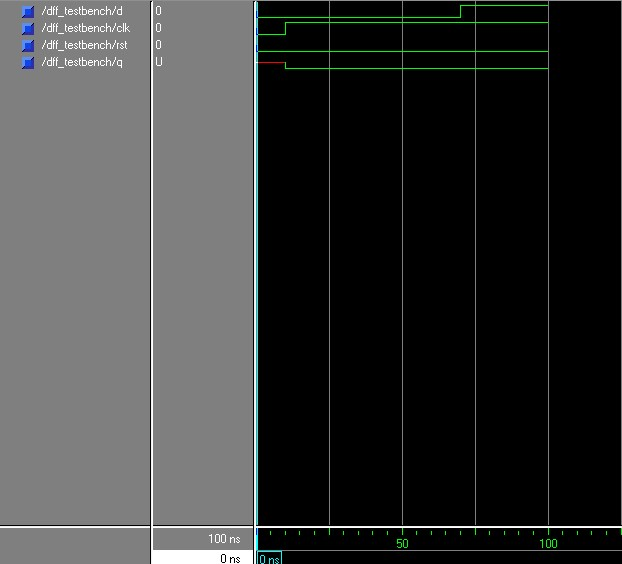 /dff_testbench/d 0
/dff_testbench/clk 0
/dff_testbench/rst 0
/dff_testbench/q U
100 ns 50 100
0 ns 0 ns